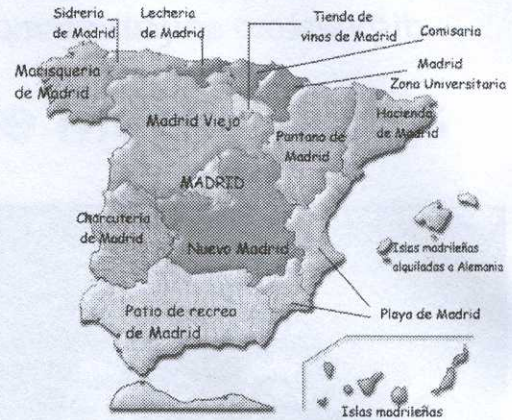 Sidreria
de Madrid
Lecheria
de Madrid
Tienda de
vinos de Madrid
Comisaria
Madrid
Zona Universitaria
Macisqueria
de Madrid
Madrid Viejo
Pantano de
Madrid
Hacienda
de Madrid
MADRID
Charcuteria
de Madrid
Nuevo Madrid
Islas madrileñas
alquiladas a Alemania
Patio de recreo
de Madrid
Playa de Madrid
Islas madrileñas